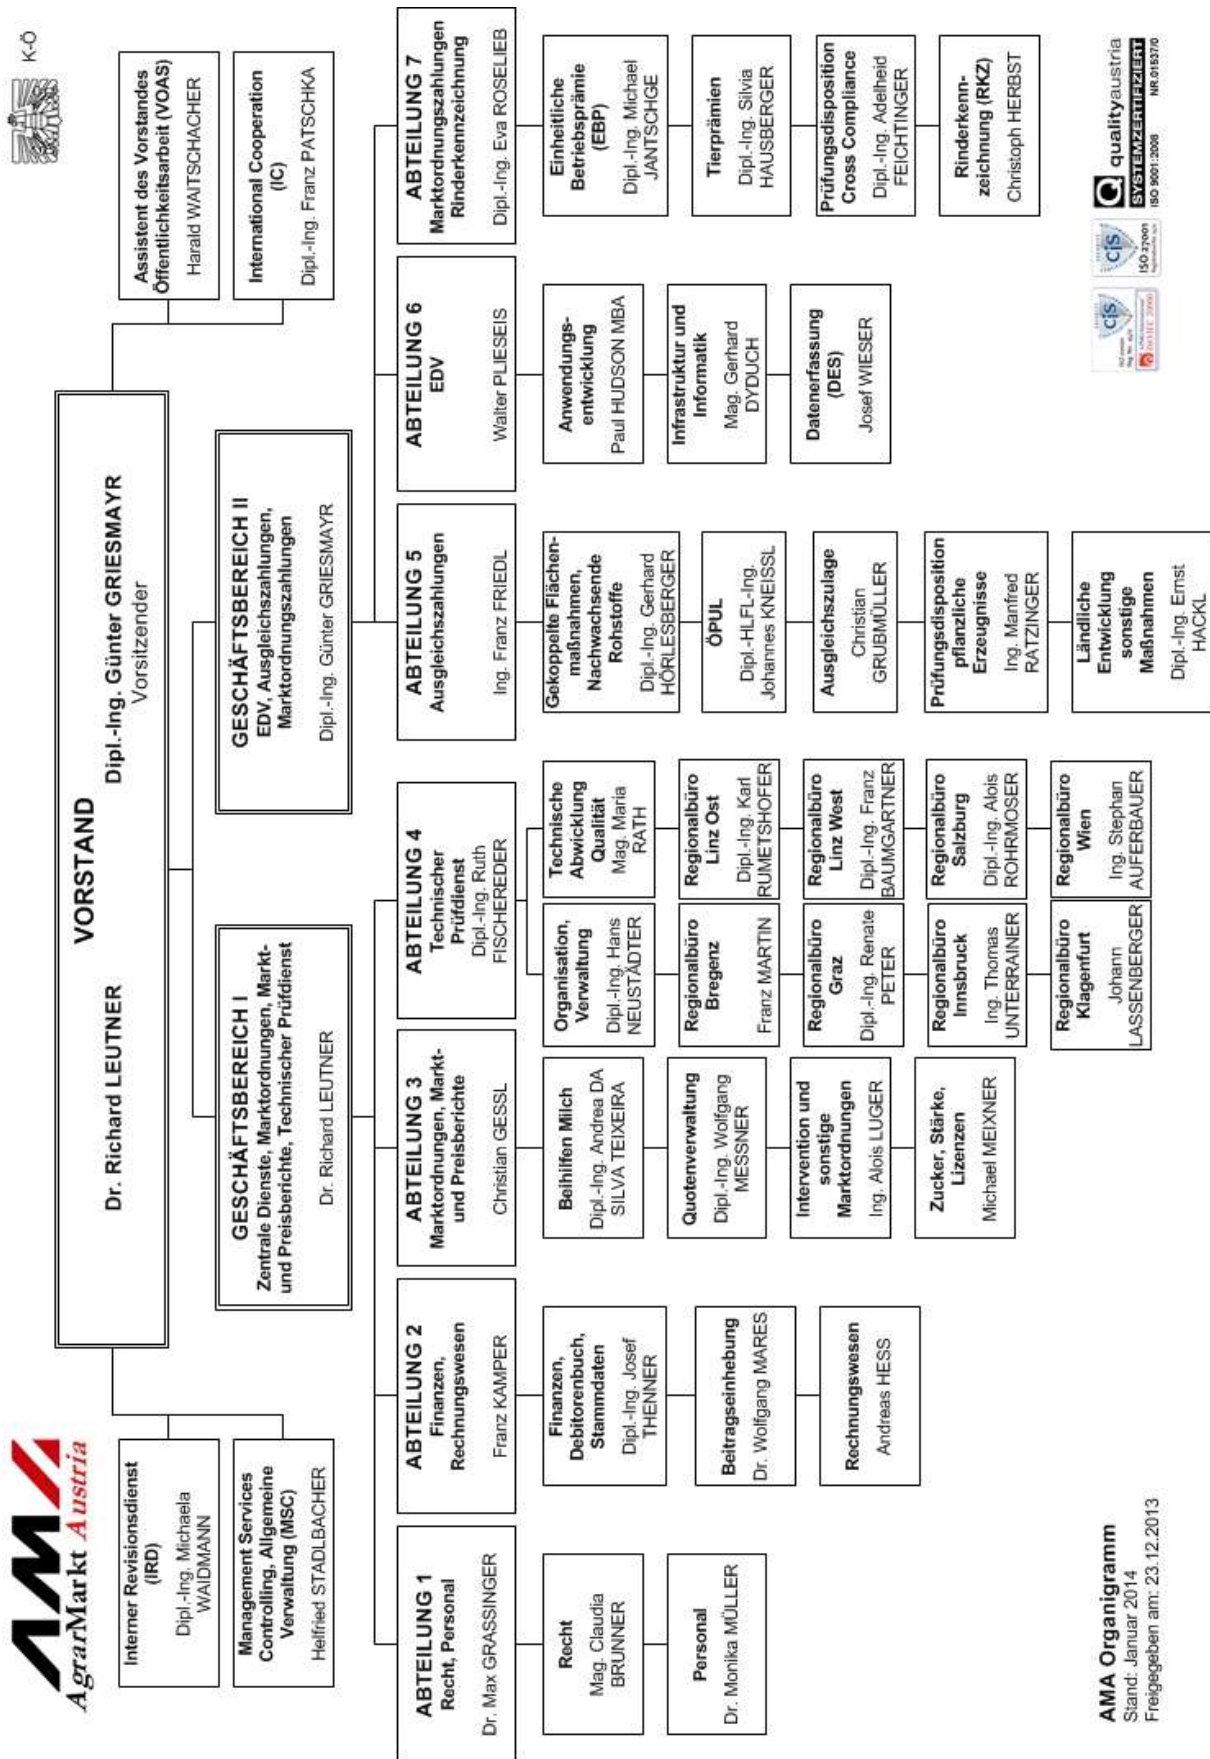 AMA
AgrarMarkt Austria
K-Ö
VORSTAND
Dr. Richard LEUTNER
Dipl.-Ing. Günter GRIESMAYR
Vorsitzender
Interner Revisionsdienst
(IRD)
Dipl.-Ing. Michaela
WAIDMANN
Management Services
Controlling, Allgemeine
Verwaltung (MSC)
Helfried STADLBACHER
Assistent des Vorstandes
Öffentlichkeitsarbeit (VOAS)
Harald WAITSCHACHER
International Cooperation
(IC)
Dipl.-Ing. Franz PATSCHKA
GESCHÄFTSBEREICH I
Zentrale Dienste, Marktordnungen, Markt-
und Preisberichte, Technischer Prüfdienst
Dr. Richard LEUTNER
GESCHÄFTSBEREICH II
EDV, Ausgleichszahlungen,
Marktordnungszahlungen
Dipl.-Ing. Günter GRIESMAYR
ABTEILUNG 1
Recht, Personal
Dr. Max GRASSINGER
Recht
Mag. Claudia
BRUNNER
Personal
Dr. Monika MÜLLER
ABTEILUNG 2
Finanzen,
Rechnungswesen
Franz KAMPER
Finanzen,
Debitorenbuch,
Stammdaten
Dipl.-Ing. Josef
THENNER
Beitragseinhebung
Dr. Wolfgang MARES
Rechnungswesen
Andreas HESS
ABTEILUNG 3
Marktordnungen, Markt-
und Preisberichte
Christian GESSL
Beihilfen Milch
Dipl.-Ing. Andrea DA
SILVA TEIXEIRA
Quotenverwaltung
Dipl.-Ing. Wolfgang
MESSNER
Intervention und
sonstige
Marktordnungen
Ing. Alois LUGER
Zucker, Stärke,
Lizenzen
Michael MEIXNER
ABTEILUNG 4
Technischer
Prüfdienst
Dipl.-Ing. Ruth
FISCHEREDER
Organisation,
Verwaltung
Dipl.-Ing. Hans
NEUSTÄDTER
Technische
Abwicklung
Qualität
Mag. Maria
RATH
Regionalbüro
Bregenz
Franz MARTIN
Regionalbüro
Linz Ost
Dipl.-Ing. Karl
RUMETSHOFER
Regionalbüro
Graz
Dipl.-Ing. Renate
PETER
Regionalbüro
Linz West
Dipl.-Ing. Franz
BAUMGARTNER
Regionalbüro
Innsbruck
Ing. Thomas
UNTERRAINER
Regionalbüro
Salzburg
Dipl.-Ing. Alois
ROHRMOSER
Regionalbüro
Klagenfurt
Johann
LASSENBERGER
Regionalbüro
Wien
Ing. Stephan
AUFERBAUER
ABTEILUNG 5
Ausgleichszahlungen
Ing. Franz FRIEDL
Gekoppelte Flächen-
maßnahmen,
Nachwachsende
Rohstoffe
Dipl.-Ing. Gerhard
HÖRLESBERGER
ÖPUL
Dipl.-HLFL-Ing.
Johannes KNEISSL
Ausgleichszulage
Christian
GRUBMÜLLER
Prüfungsdisposition
pflanzliche
Erzeugnisse
Ing. Manfred
RATZINGER
Ländliche
Entwicklung
sonstige
Maßnahmen
Dipl.-Ing. Ernst
HACKL
ABTEILUNG 6
EDV
Walter PLIESEIS
Anwendungs-
entwicklung
Paul HUDSON MBA
Infrastruktur und
Informatik
Mag. Gerhard
DYDUCH
Datenerfassung
(DES)
Josef WIESER
ABTEILUNG 7
Marktordnungszahlungen
Rinderkennzeichnung
Dipl.-Ing. Eva ROSELIEB
Einheitliche
Betriebsprämie
(EBP)
Dipl.-Ing. Michael
JANTSCHGE
Tierprämien
Dipl.-Ing. Silvia
HAUSBERGER
Prüfungsdisposition
Cross Compliance
Dipl.-Ing. Adelheid
FEICHTINGER
Rinderkenn-
zeichnung (RKZ)
Christoph HERBST
AMA Organigramm
Stand: Januar 2014
Freigegeben am: 23.12.2013
cis
cis
ISO 27001
Q qualityaustria
SYSTEMZERTIFIZIERT
ISO 9001:2008 NR.01537/0